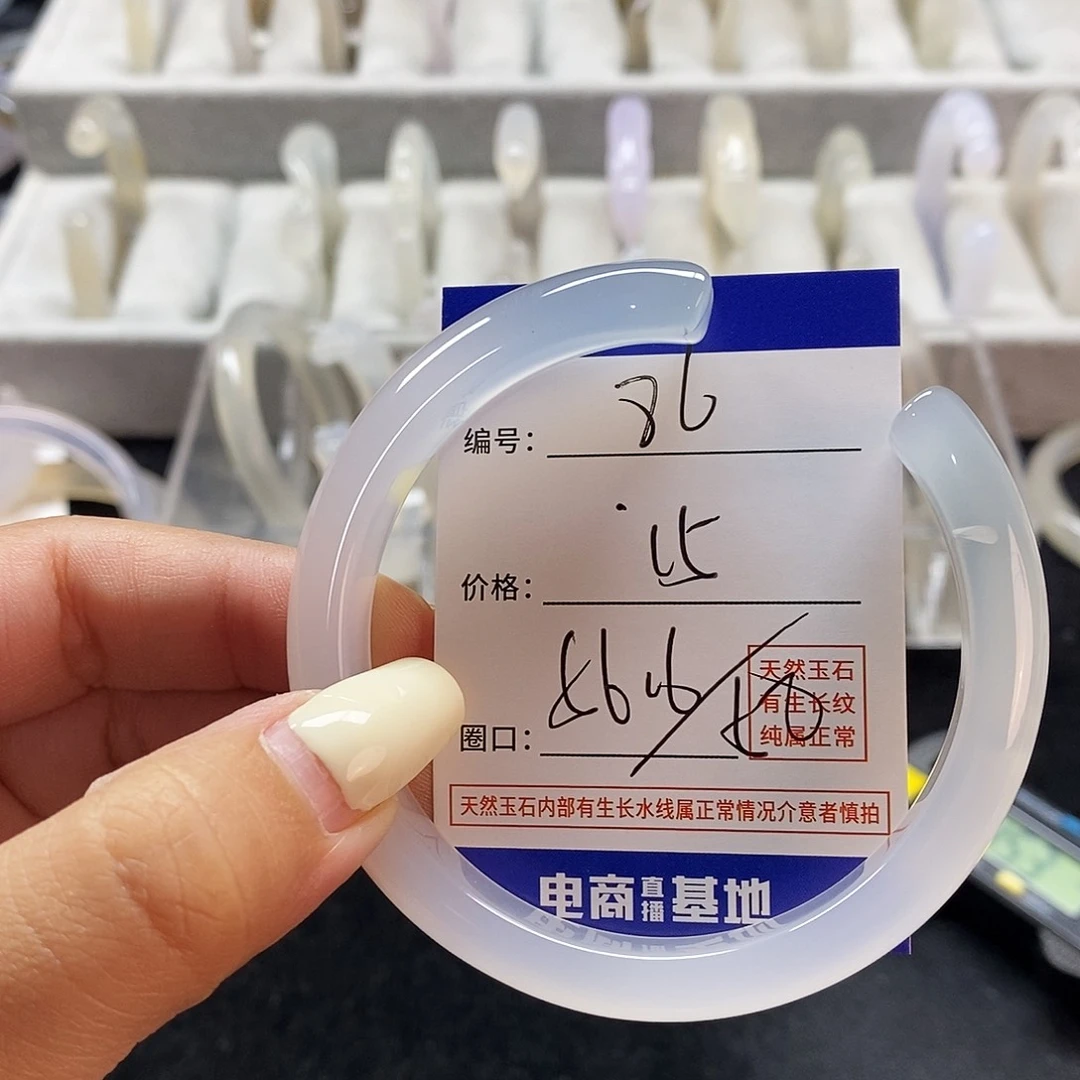 编号： 86
价格：
圈口：
天然玉石
有生长纹
纯属正常
天然玉石内部有生长水线属正常情况介意者慎拍
电商直播基地